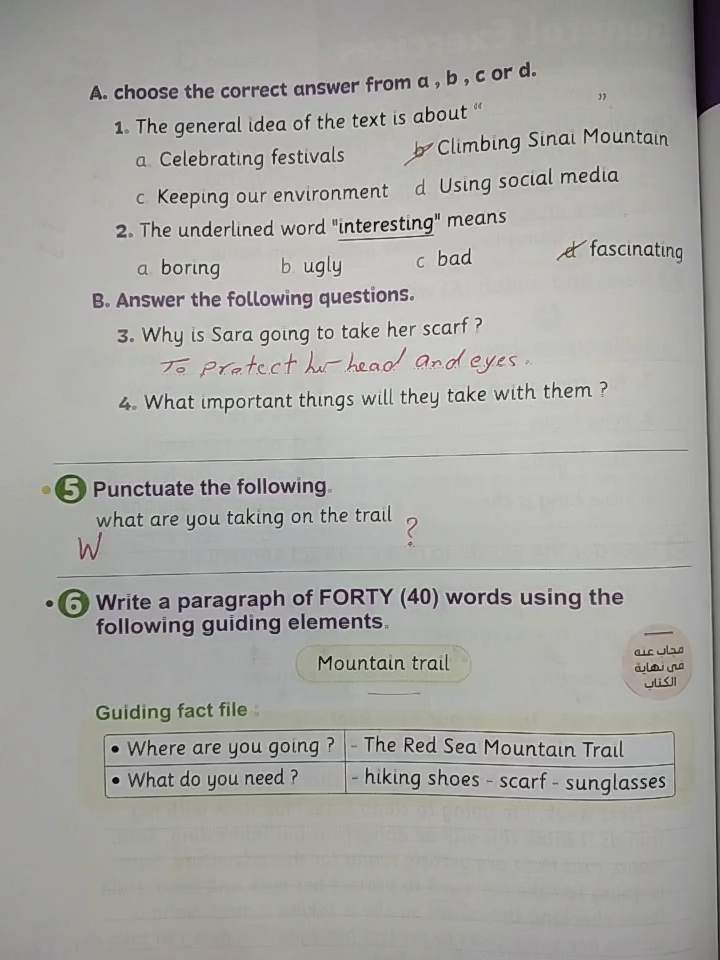 A. choose the correct answer from a , b , c or d.
1. The general idea of the text is about “ ”
a. Celebrating festivals b Climbing Sinai Mountain
c Keeping our environment d Using social media
2. The underlined word "interesting" means
a boring b ugly c bad d fascinating
B. Answer the following questions.
3. Why is Sara going to take her scarf ?
To protect her head and eyes.
4. What important things will they take with them ?
5 Punctuate the following.
what are you taking on the trail ?
W
6 Write a paragraph of FORTY (40) words using the
following guiding elements.
مجاب عنه
فى نهاية
الكتاب
Mountain trail
Guiding fact file :
• Where are you going ? - The Red Sea Mountain Trail
• What do you need ? - hiking shoes - scarf - sunglasses